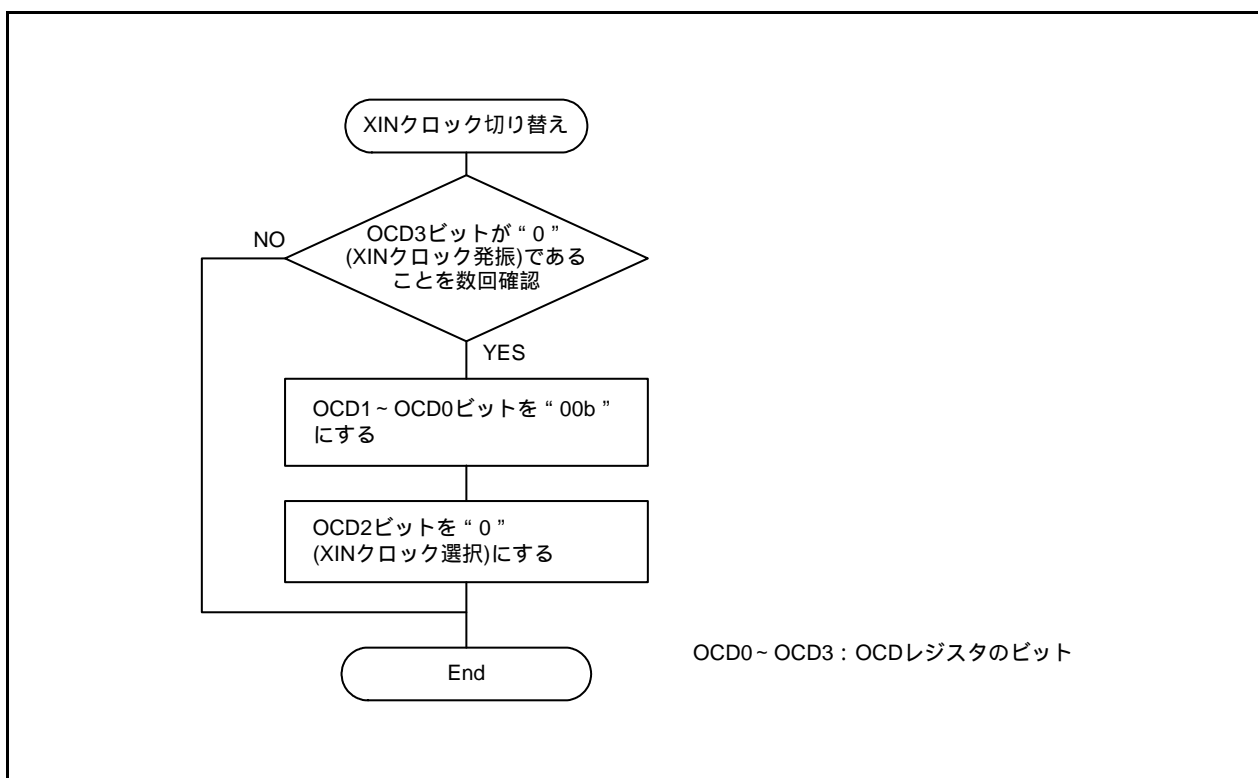 XINクロック切り替え
OCD3ビットが“ 0 ”
(XINクロック発振)である
ことを数回確認
NO
YES
OCD1 ~ OCD0ビットを“ 00b ”
にする
OCD2ビットを“ 0 ”
(XINクロック選択)にする
End
OCD0 ~ OCD3 : OCDレジスタのビット